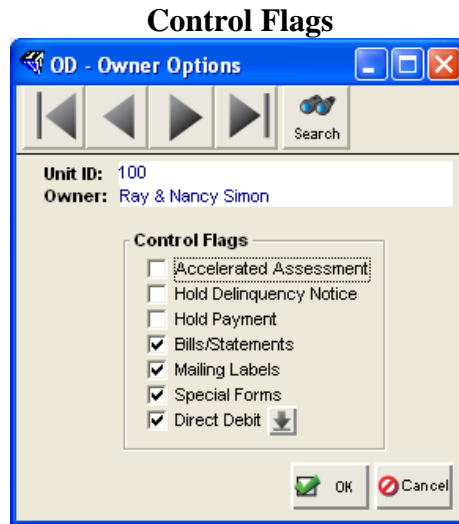 Control Flags
OD - Owner Options
Search
Unit ID: 100
Owner: Ray & Nancy Simon
Control Flags
Accelerated Assessment
Hold Delinquency Notice
Hold Payment
Bills/Statements
Mailing Labels
Special Forms
Direct Debit
OK Cancel